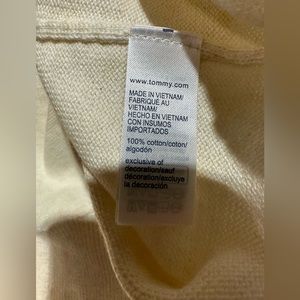 www.tommy.com
MADE IN VIETNAM/
FABRIQUÉ AU
VIETNAM/
HECHO EN VIETNAM
CON INSUMOS
IMPORTADOS
100% cotton/coton/
algodón
exclusive of
decoration/sauf
décoration/excluye
la decoración